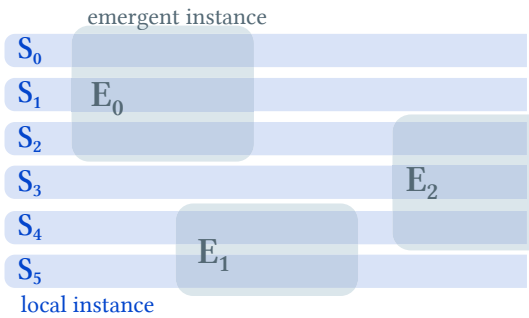 emergent instance
S₀
S₁
E₀
S₂
S₃
E₂
S₄
E₁
S₅
local instance